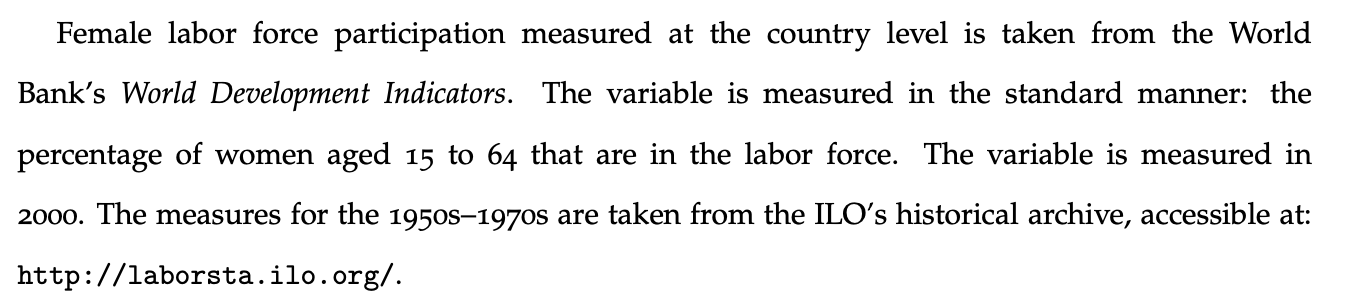 Female labor force participation measured at the country level is taken from the World
Bank's World Development Indicators. The variable is measured in the standard manner: the
percentage of women aged 15 to 64 that are in the labor force. The variable is measured in
2000. The measures for the 1950s–1970s are taken from the ILO's historical archive, accessible at:
http://laborsta.ilo.org/.